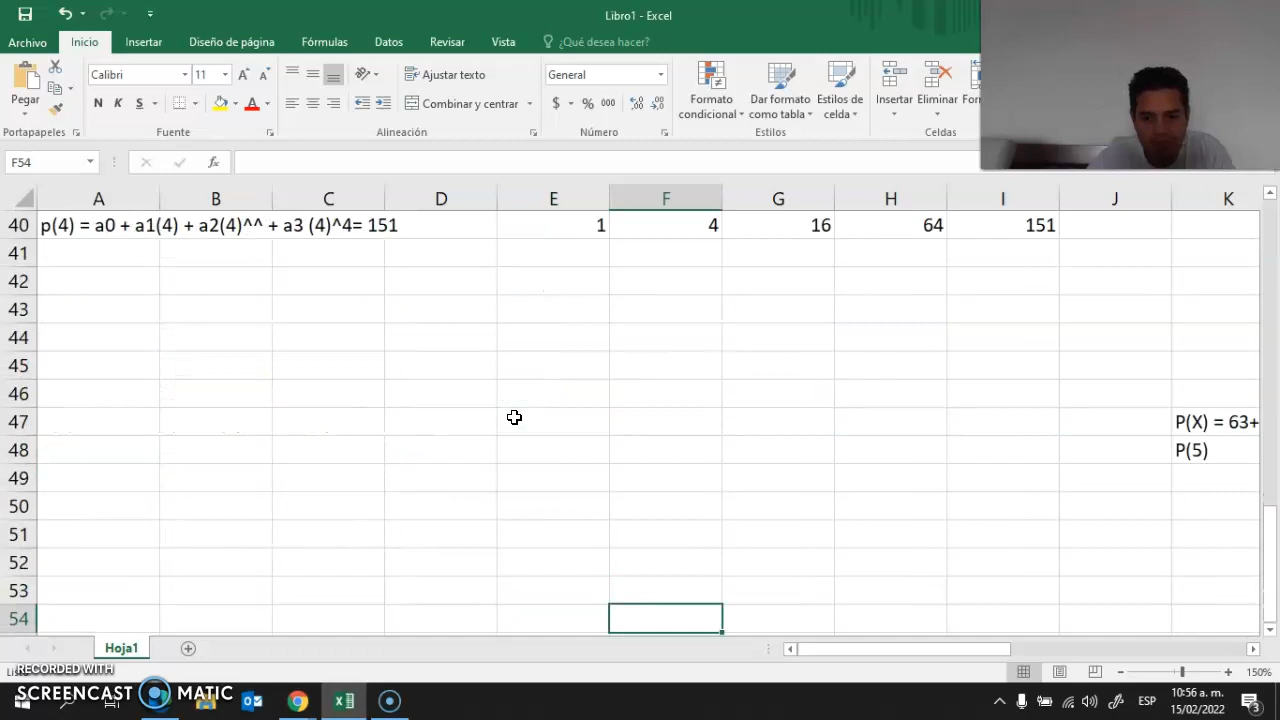 Libro1 - Excel
Archivo Inicio Insertar Diseño de página Fórmulas Datos Revisar Vista ¿Qué desea hacer?
Pegar
Calibri 11
N K S
Ajustar texto
Combinar y centrar
General
$ % 000
Formato condicional
Dar formato como tabla
Estilos de celda
Insertar Eliminar
Portapapeles Fuente Alineación Número Estilos Celdas
F54 fx
A B C D E F G H I J K
40 p(4) = a0 + a1(4) + a2(4)^^ + a3 (4)^4= 151 1 4 16 64 151
41
42
43
44
45
46
47 P(X) = 63+
48 P(5)
49
50
51
52
53
54
Hoja1
RECORDED WITH
SCREENCAST MATIC
150%
ESP
10:56 a. m.
15/02/2022
3